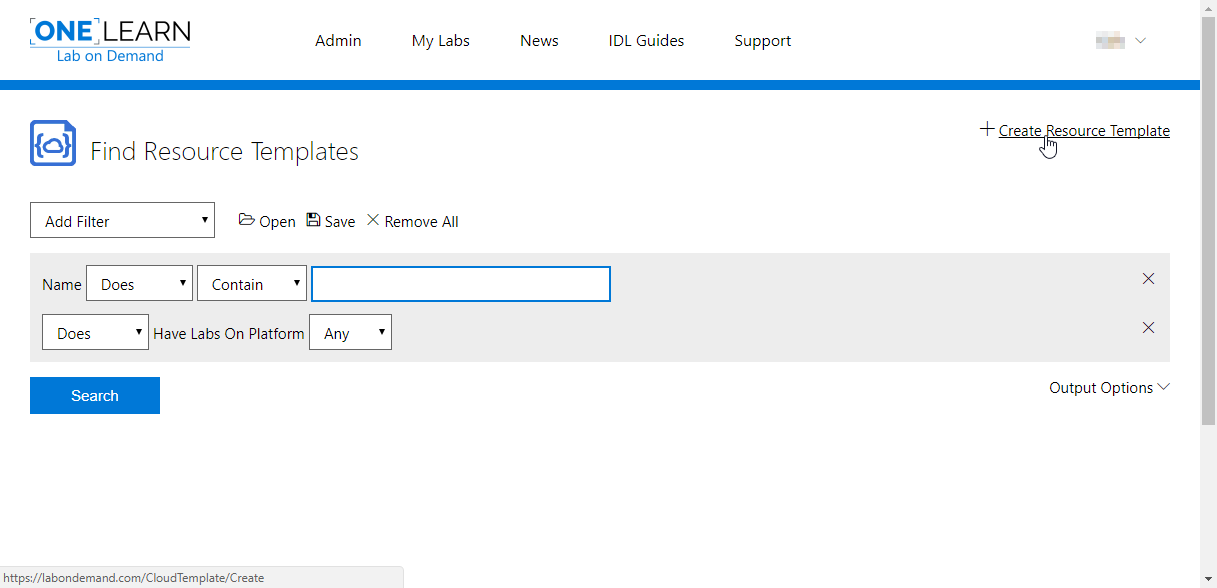 ONE LEARN
Lab on Demand
Admin My Labs News IDL Guides Support
Create Resource Template
Find Resource Templates
Add Filter Open Save Remove All
Name Does Contain
Does Have Labs On Platform Any
Search Output Options
https://labondemand.com/CloudTemplate/Create